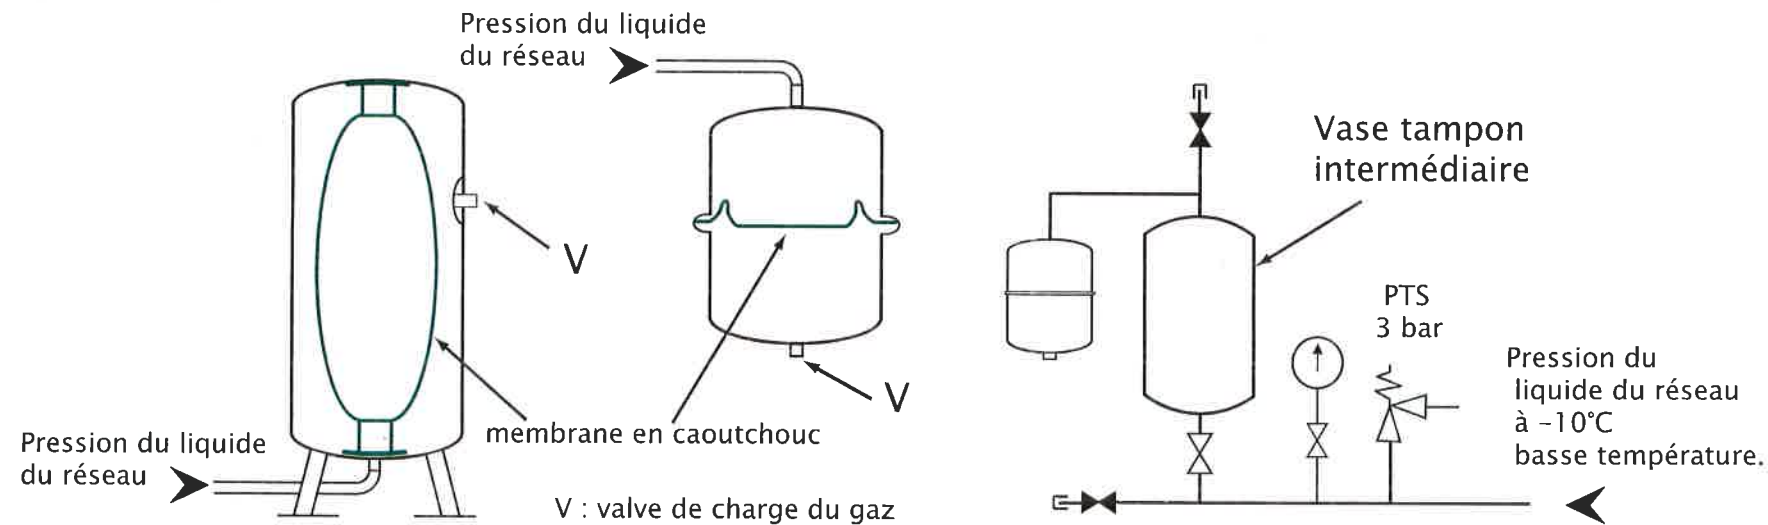 Pression du liquide
du réseau
V
Pression du liquide
du réseau
membrane en caoutchouc
V
V : valve de charge du gaz
Vase tampon
intermédiaire
PTS
3 bar
Pression du
liquide du réseau
à -10°C
basse température.